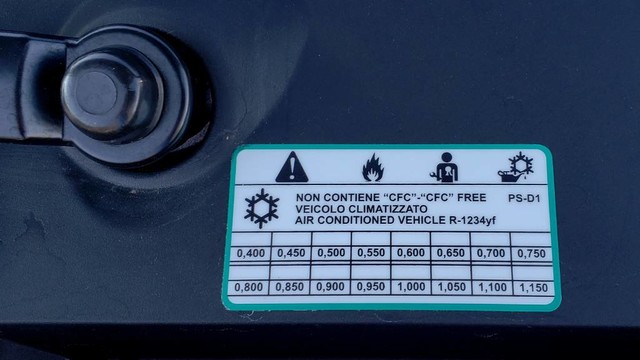 NON CONTIENE "CFC"-"CFC" FREE PS-D1
VEICOLO CLIMATIZZATO
AIR CONDITIONED VEHICLE R-1234yf
0,400 0,450 0,500 0,550 0,600 0,650 0,700 0,750
0,800 0,850 0,900 0,950 1,000 1,050 1,100 1,150